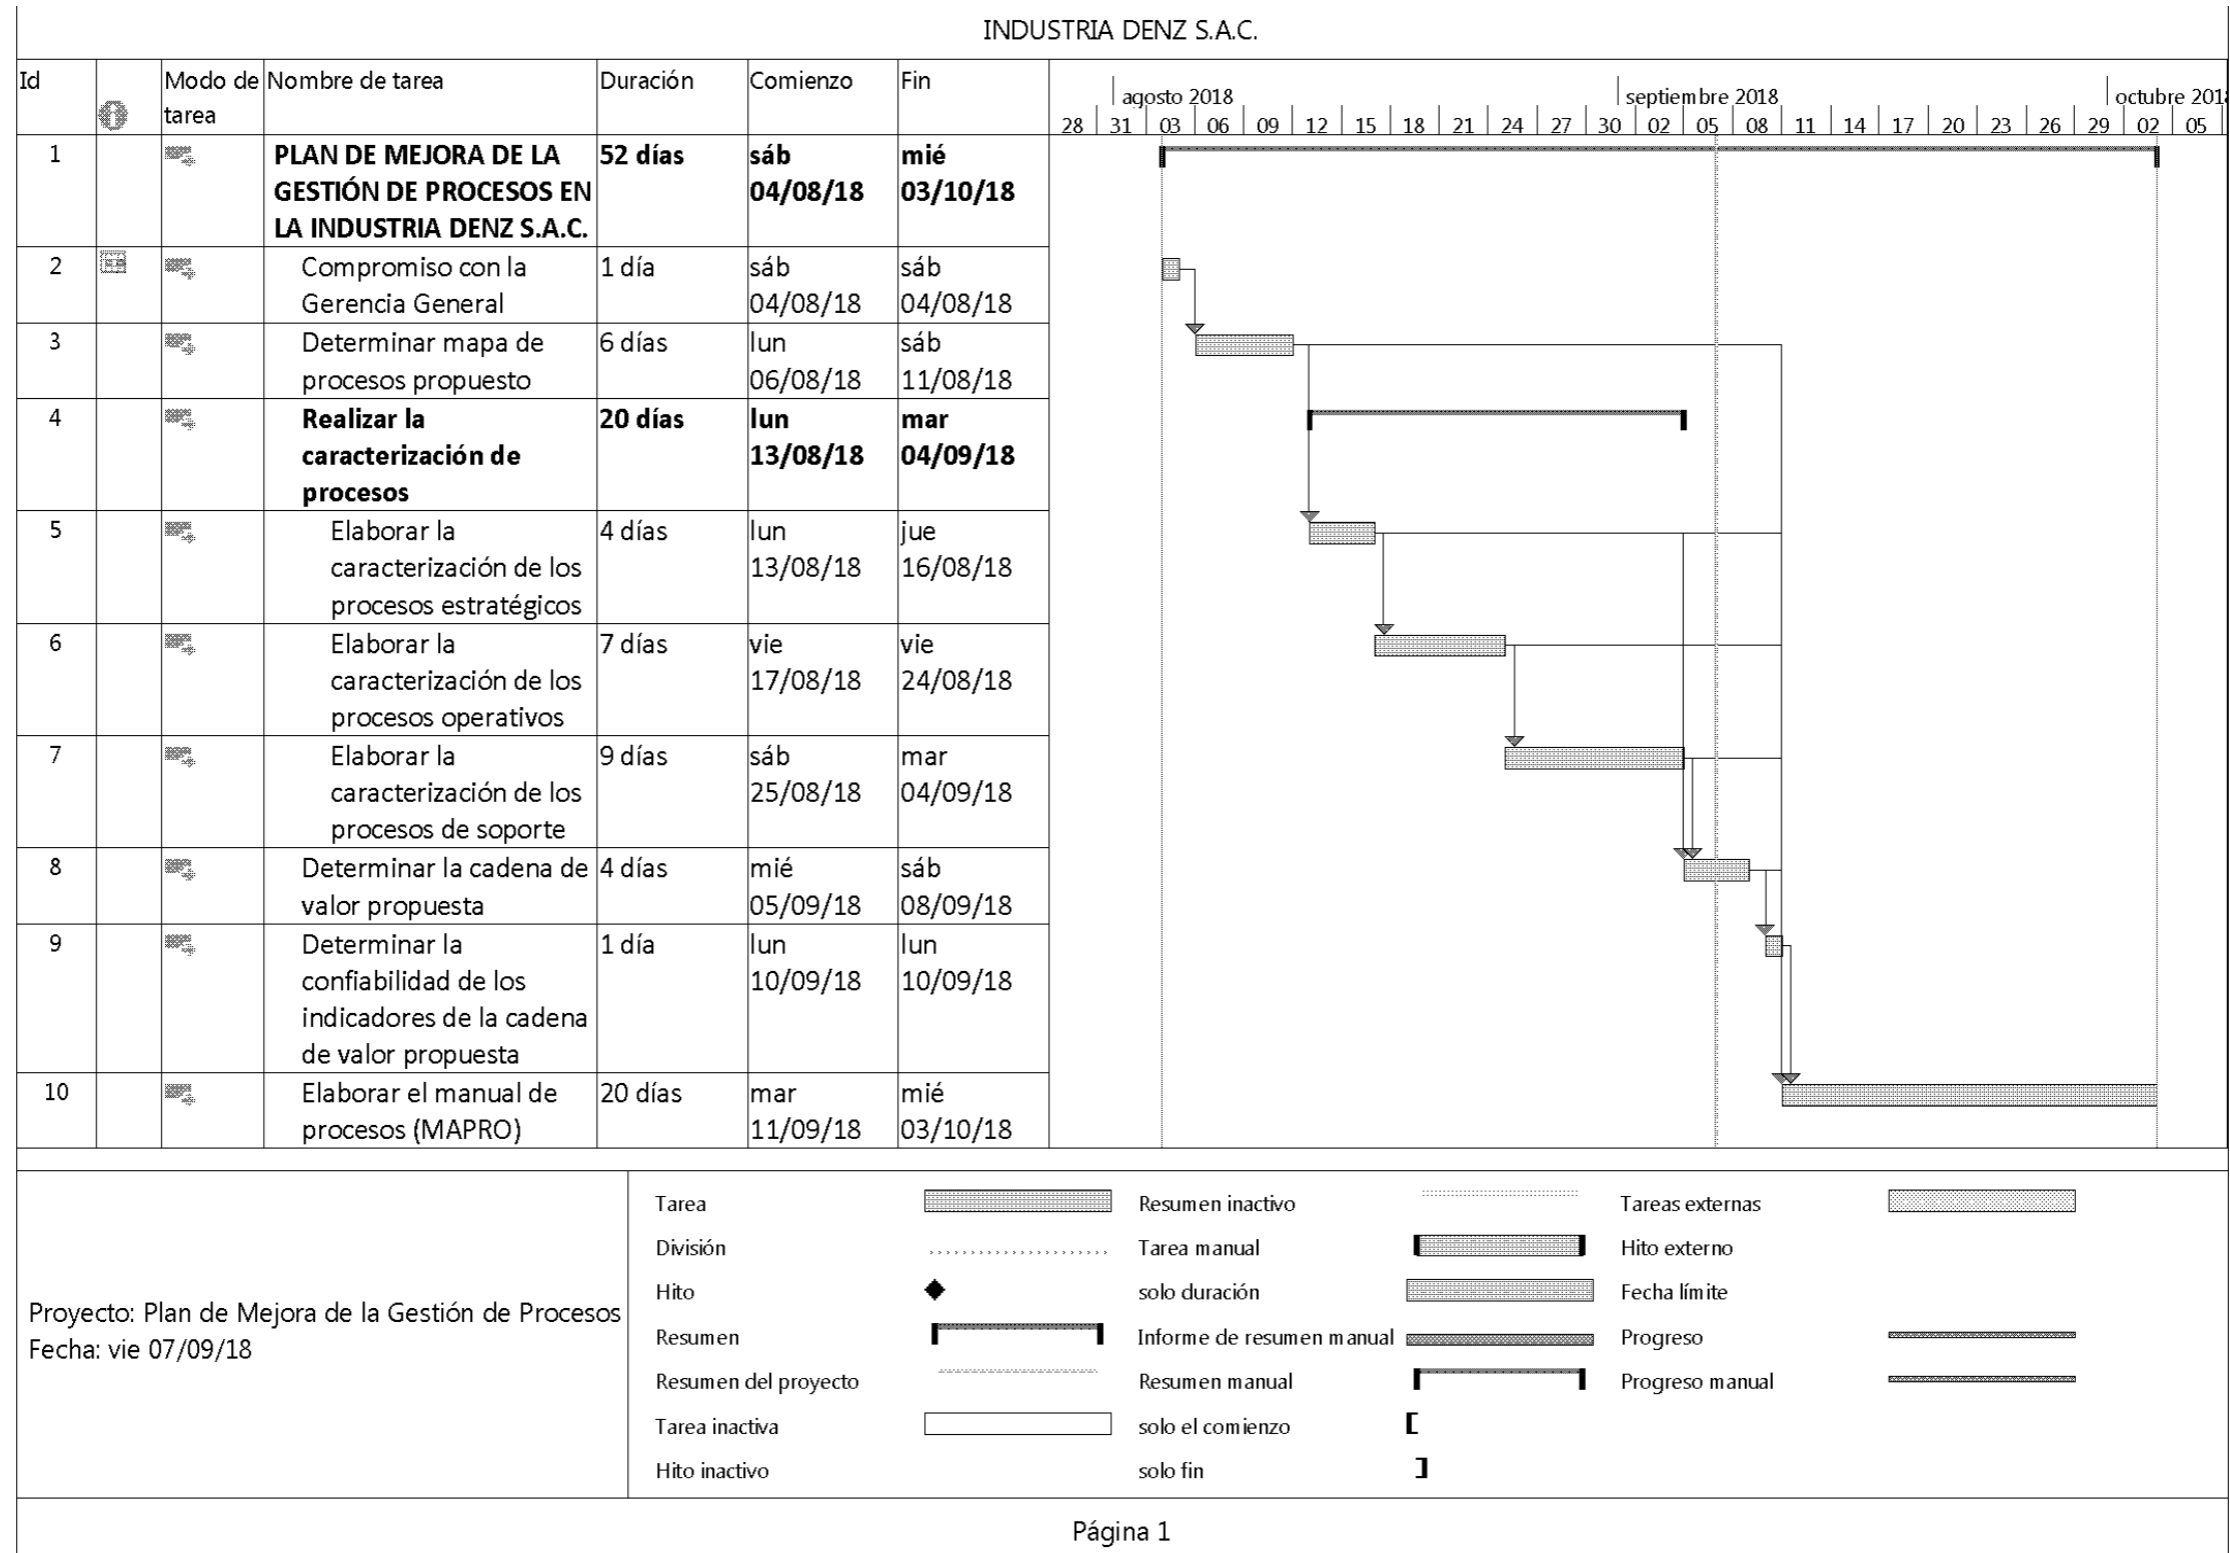 INDUSTRIA DENZ S.A.C.
Id
Modo de
tarea
Nombre de tarea
Duración
Comienzo
Fin
agosto 2018
septiembre 2018
octubre 201
28 31 03 06 09 12 15 18 21 24 27 30 02 05 08 11 14 17 20 23 26 29 02 05
1
PLAN DE MEJORA DE LA
GESTIÓN DE PROCESOS EN
LA INDUSTRIA DENZ S.A.C.
52 días
sáb
04/08/18
mié
03/10/18
2
Compromiso con la
Gerencia General
1 día
sáb
04/08/18
sáb
04/08/18
3
Determinar mapa de
procesos propuesto
6 días
lun
06/08/18
sáb
11/08/18
4
Realizar la
caracterización de
procesos
20 días
lun
13/08/18
mar
04/09/18
5
Elaborar la
caracterización de los
procesos estratégicos
4 días
lun
13/08/18
jue
16/08/18
6
Elaborar la
caracterización de los
procesos operativos
7 días
vie
17/08/18
vie
24/08/18
7
Elaborar la
caracterización de los
procesos de soporte
9 días
sáb
25/08/18
mar
04/09/18
8
Determinar la cadena de
valor propuesta
4 días
mié
05/09/18
sáb
08/09/18
9
Determinar la
confiabilidad de los
indicadores de la cadena
de valor propuesta
1 día
lun
10/09/18
lun
10/09/18
10
Elaborar el manual de
procesos (MAPRO)
20 días
mar
11/09/18
mié
03/10/18
Proyecto: Plan de Mejora de la Gestión de Procesos
Fecha: vie 07/09/18
Tarea
División
Hito
Resumen
Resumen del proyecto
Tarea inactiva
Hito inactivo
Resumen inactivo
Tarea manual
solo duración
Informe de resumen manual
Resumen manual
solo el comienzo
solo fin
Tareas externas
Hito externo
Fecha límite
Progreso
Progreso manual
Página 1